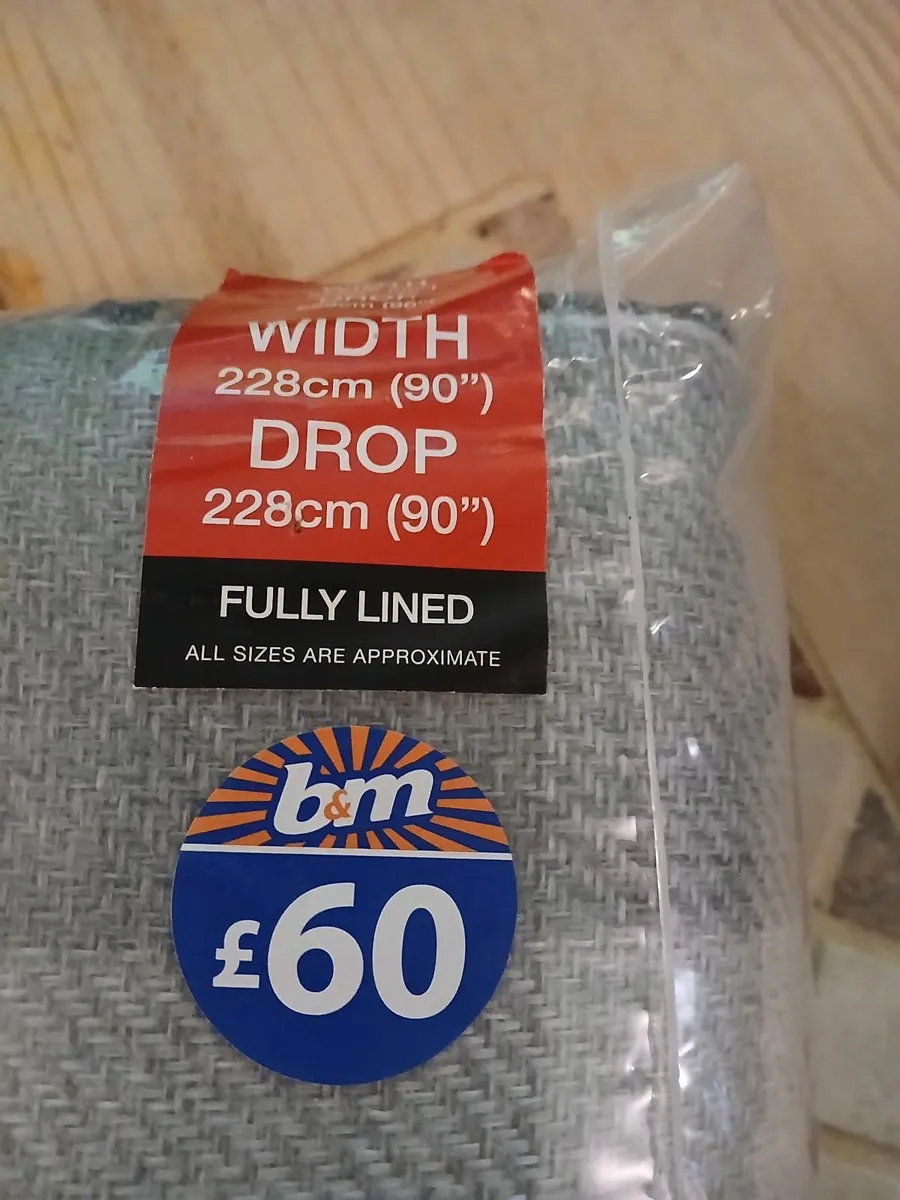 WIDTH
228cm (90”)
DROP
228cm (90”)
FULLY LINED
ALL SIZES ARE APPROXIMATE
b&m
£60